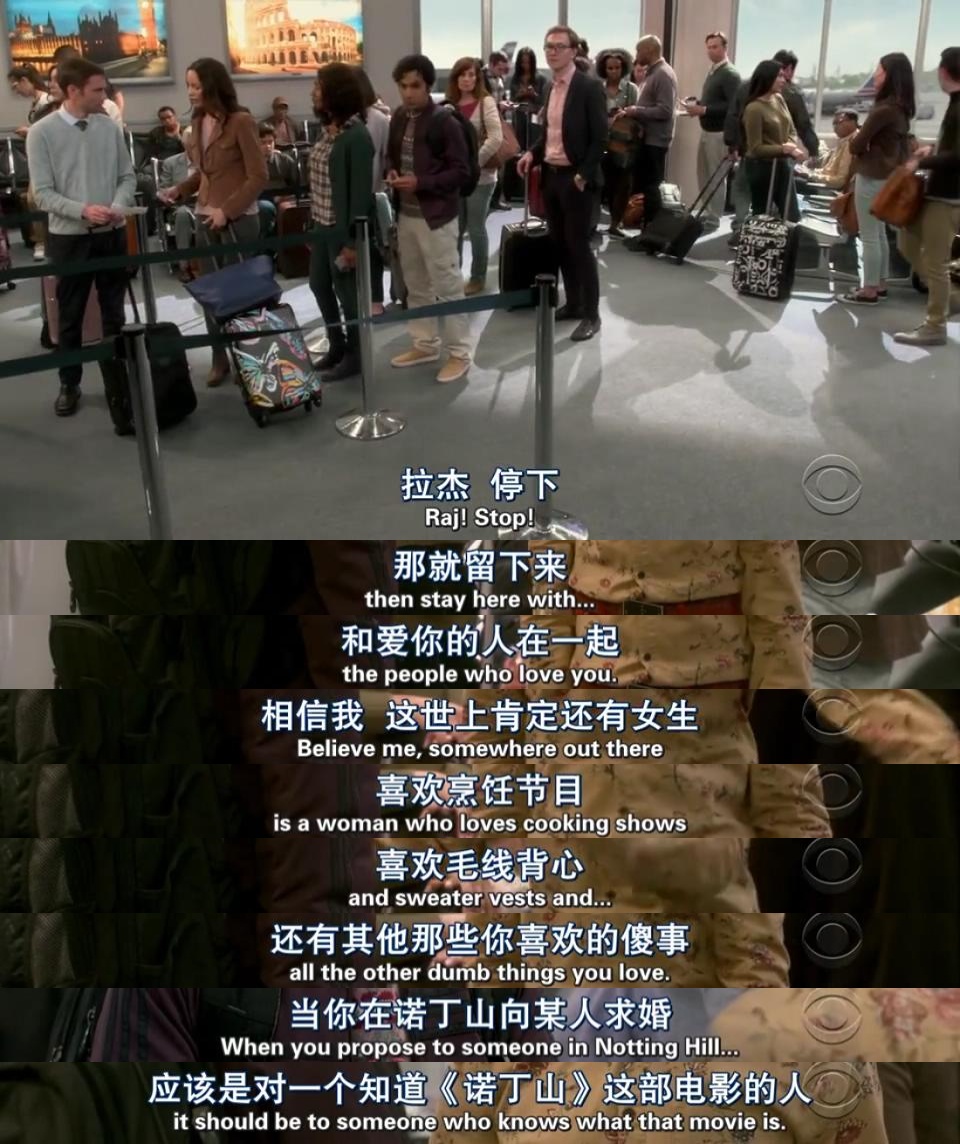 拉杰 停下
Raj! Stop!
那就留下来
then stay here with...
和爱你的人在一起
the people who love you.
相信我 这世上肯定还有女生
Believe me, somewhere out there
喜欢烹饪节目
is a woman who loves cooking shows
喜欢毛线背心
and sweater vests and...
还有其他那些你喜欢的傻事
all the other dumb things you love.
当你在诺丁山向某人求婚
When you propose to someone in Notting Hill...
应该是对一个知道《诺丁山》这部电影的人
it should be to someone who knows what that movie is.